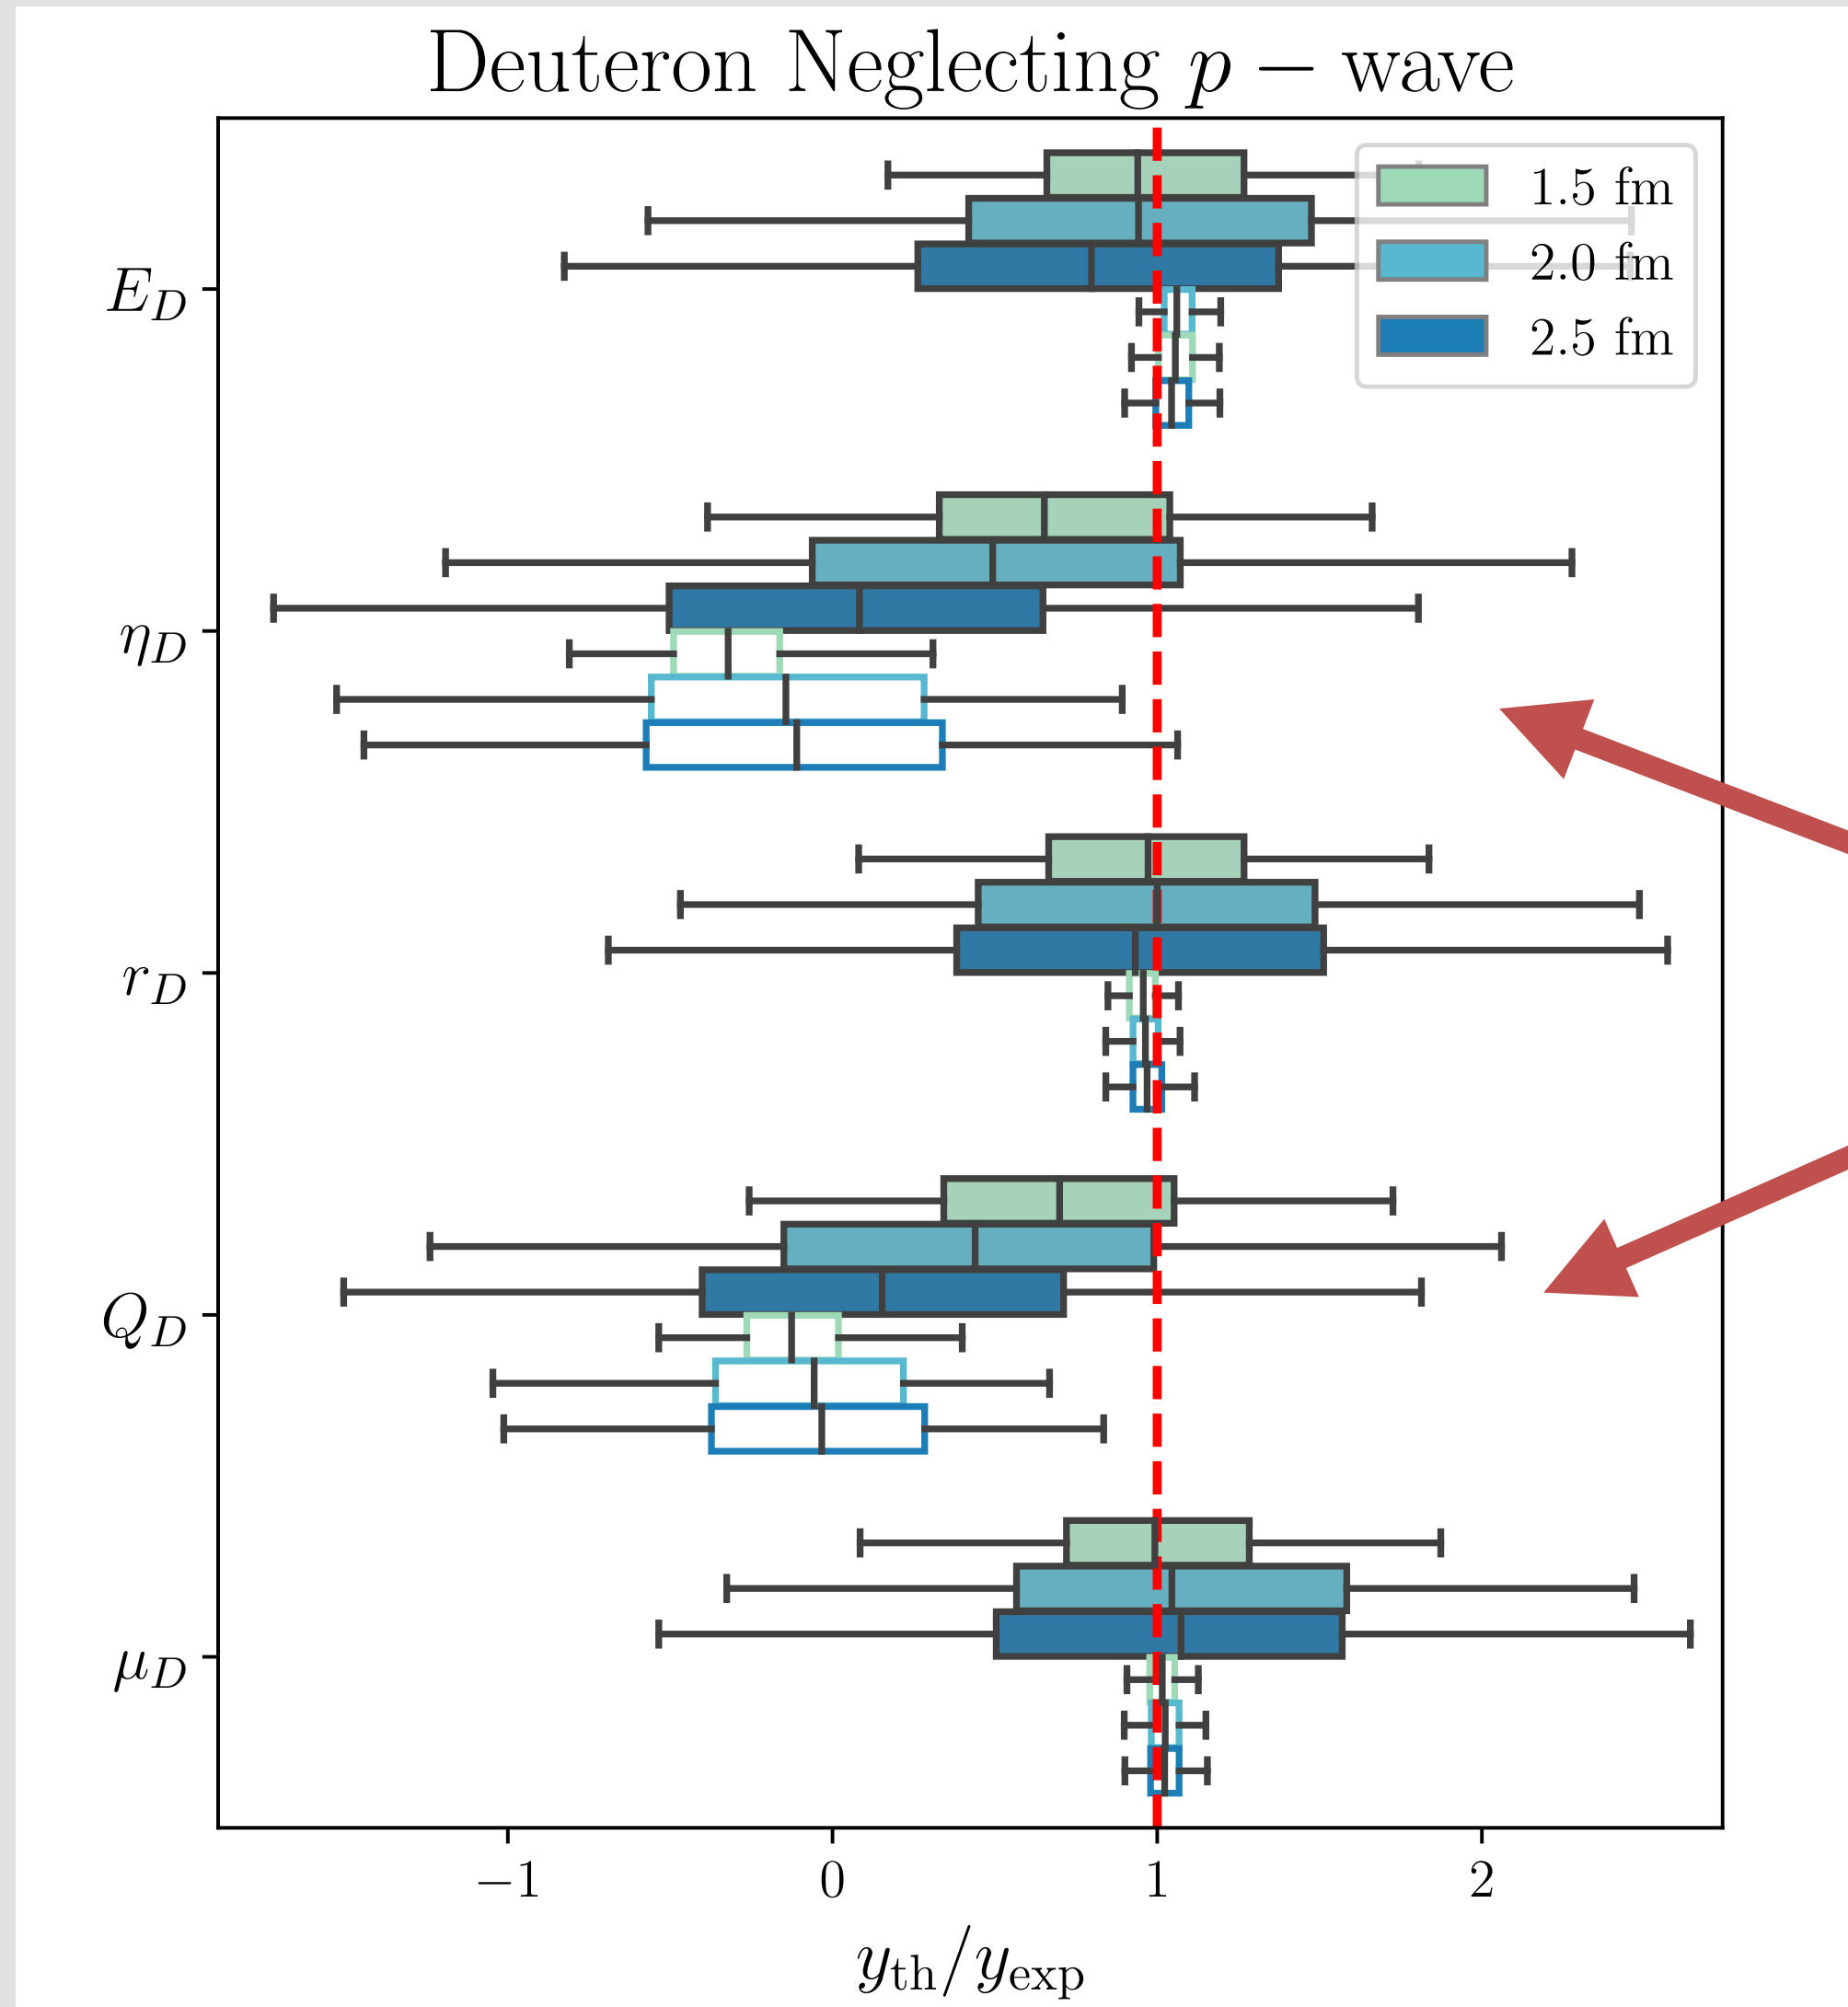 Deuteron Neglecting p − wave
1.5 fm
2.0 fm
2.5 fm
E_D
η_D
r_D
Q_D
μ_D
−1 0 1 2
y_th/y_exp